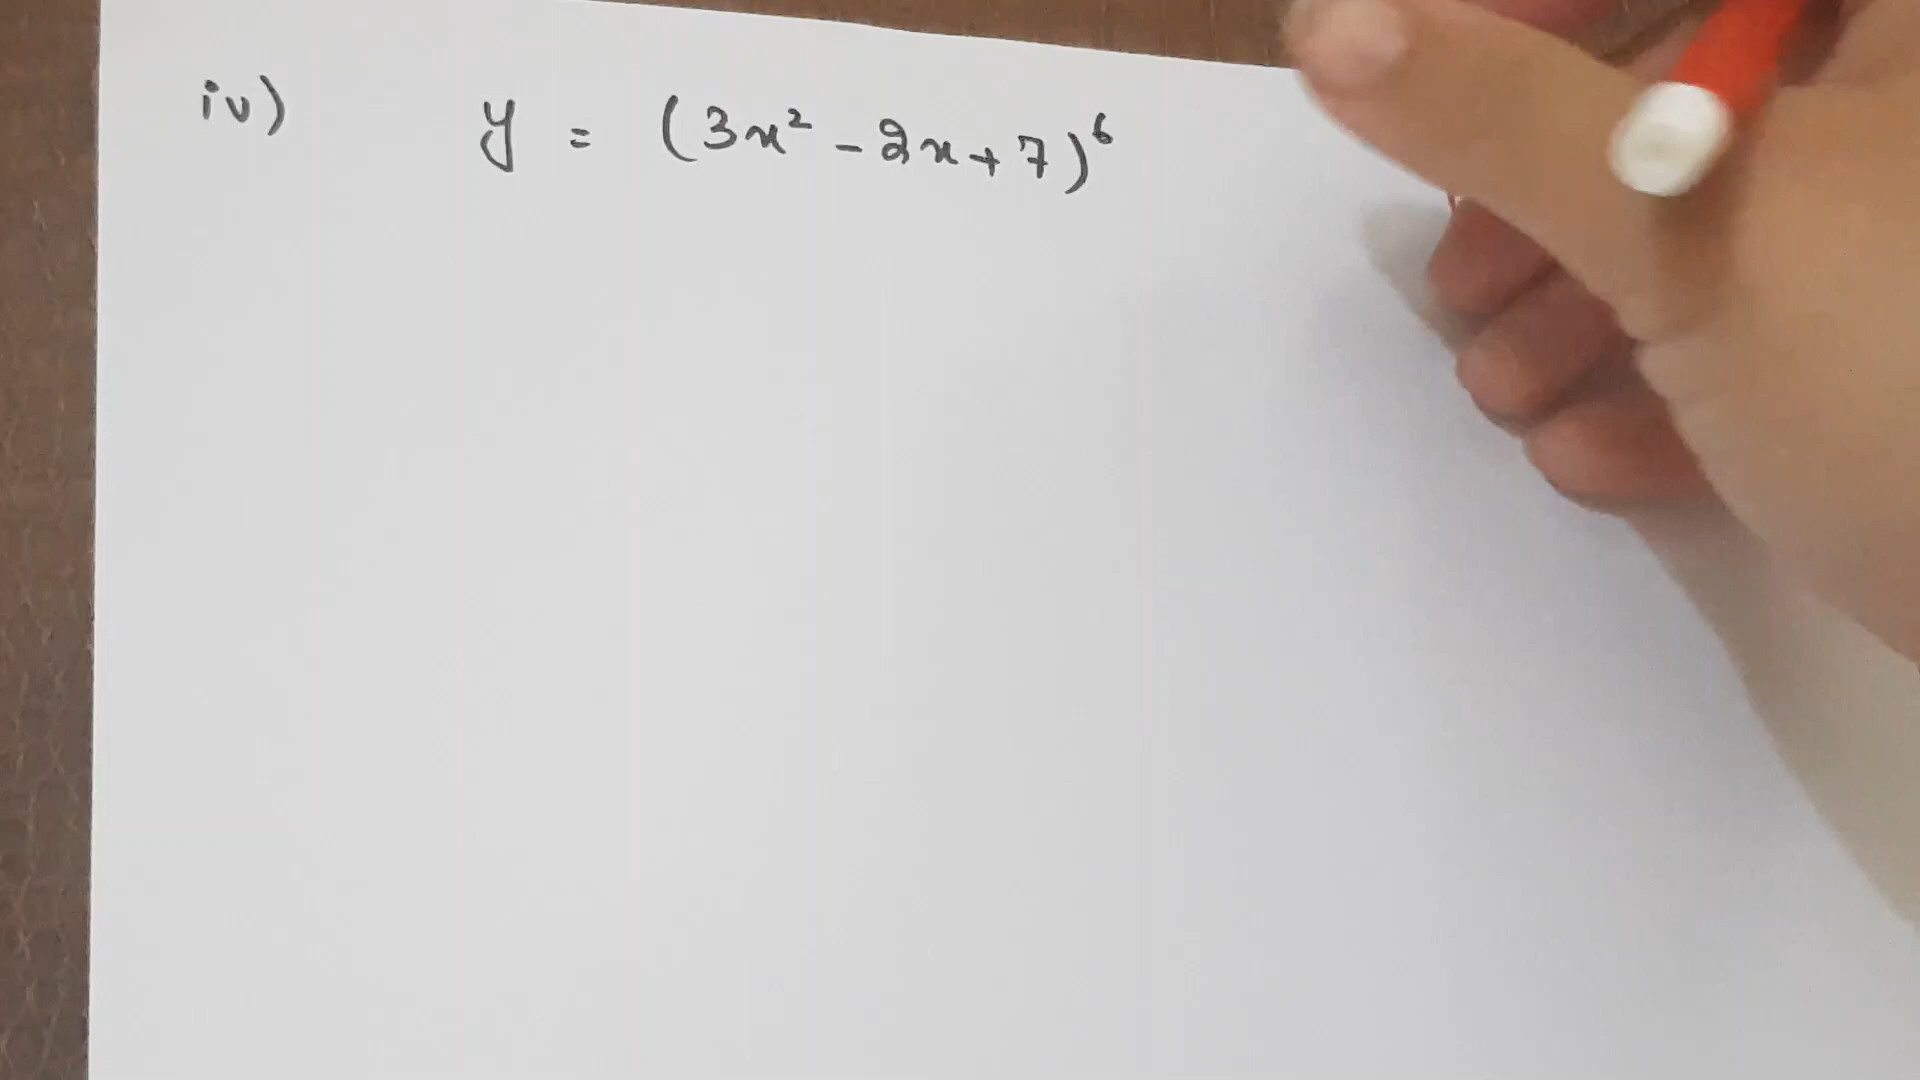 iv) y = (3x² - 2x + 7)⁶